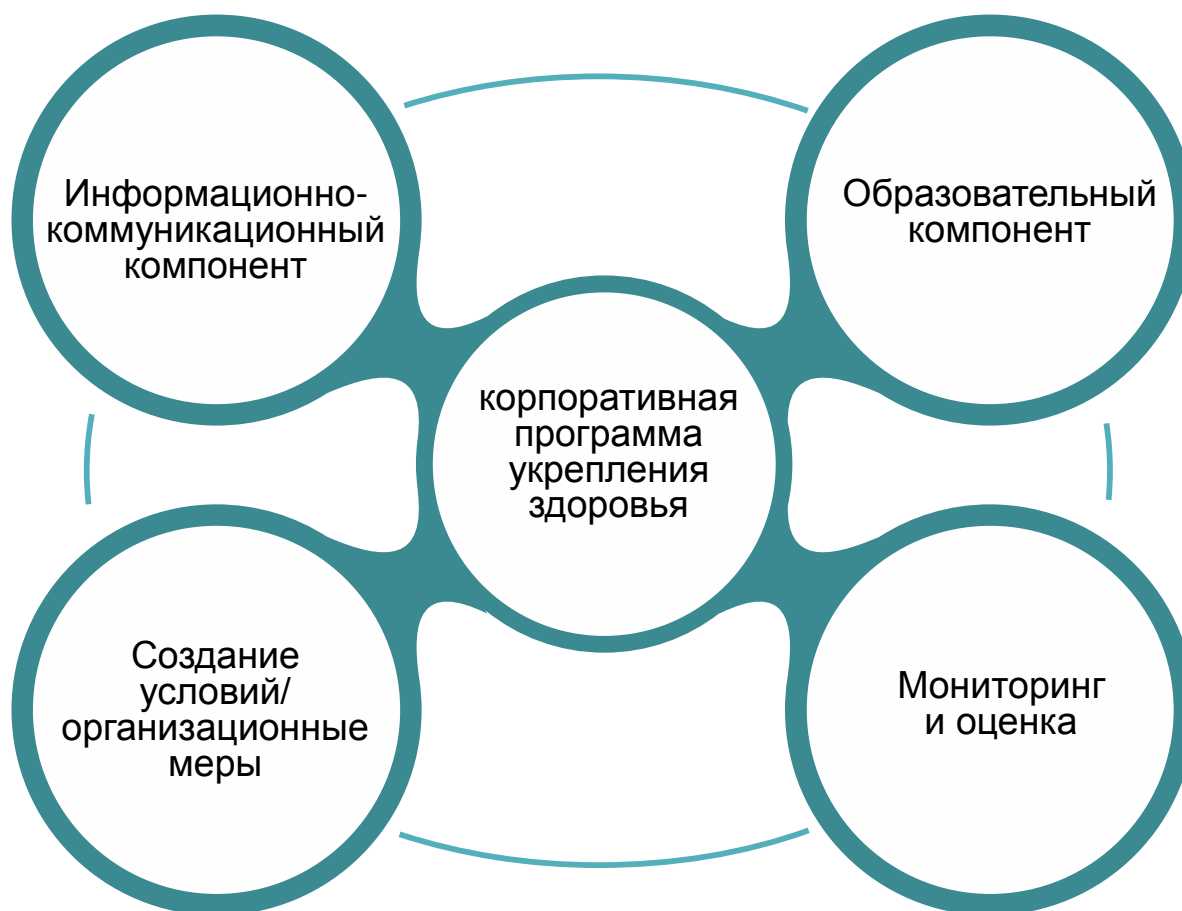 Информационно-
коммуникационный
компонент
Образовательный
компонент
корпоративная
программа
укрепления
здоровья
Создание
условий/
организационные
меры
Мониторинг
и оценка